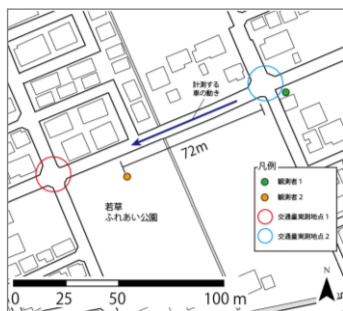 計測する
車の動き
72m
凡例
観測者 1
観測者 2
交通量実測地点 1
交通量実測地点 2
若草
ふれあい公園
N
0 25 50 100 m